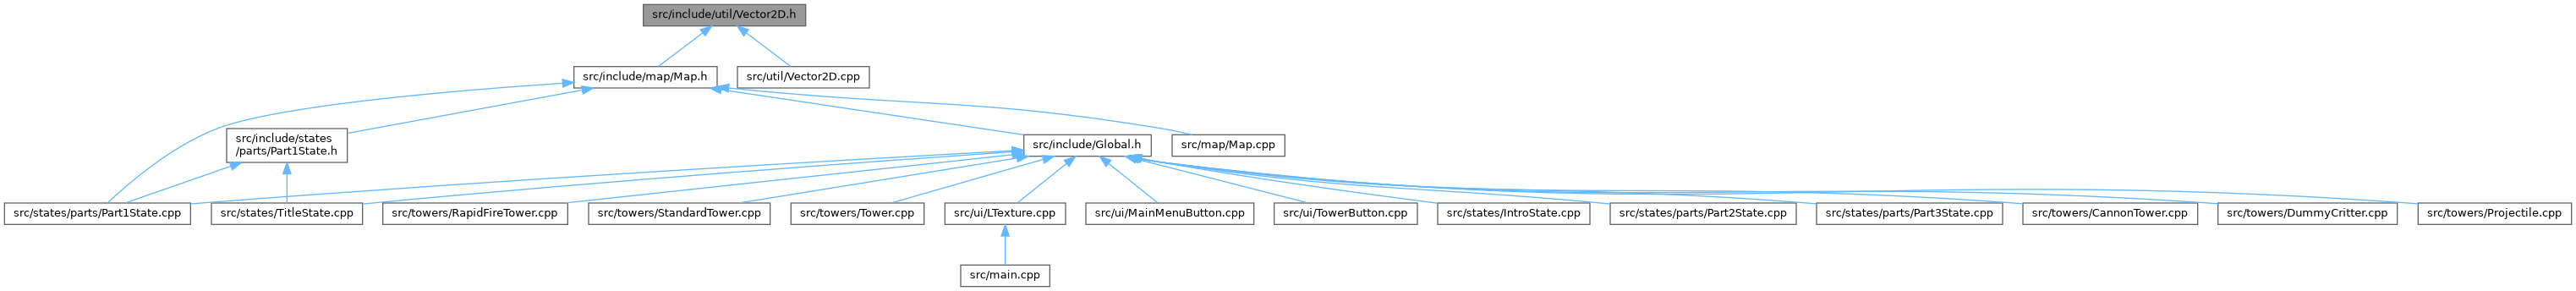 src/include/util/Vector2D.h
src/include/map/Map.h
src/util/Vector2D.cpp
src/include/states
/parts/Part1State.h
src/include/Global.h
src/map/Map.cpp
src/states/parts/Part1State.cpp
src/states/TitleState.cpp
src/towers/RapidFireTower.cpp
src/towers/StandardTower.cpp
src/towers/Tower.cpp
src/ui/LTexture.cpp
src/ui/MainMenuButton.cpp
src/ui/TowerButton.cpp
src/states/IntroState.cpp
src/states/parts/Part2State.cpp
src/states/parts/Part3State.cpp
src/towers/CannonTower.cpp
src/towers/DummyCritter.cpp
src/towers/Projectile.cpp
src/main.cpp